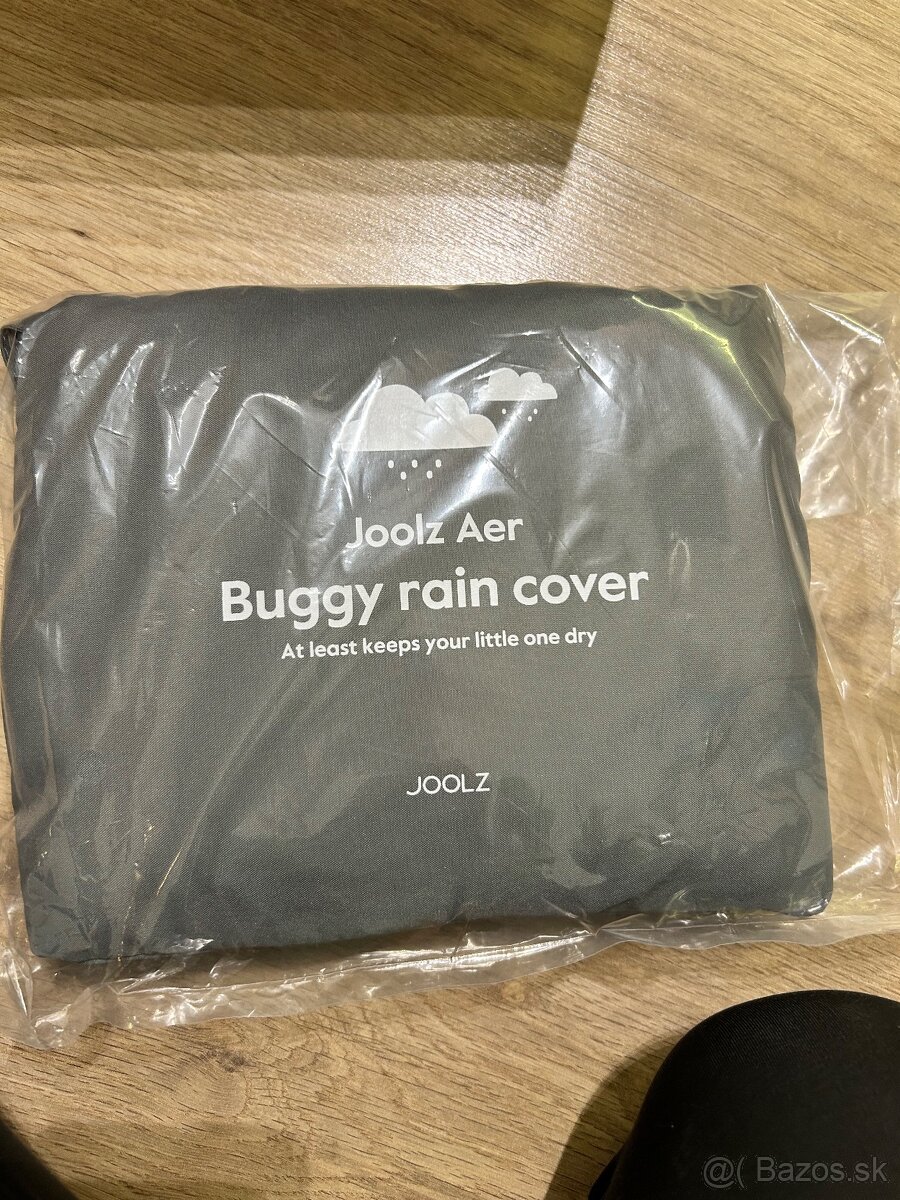 Joolz Aer
Buggy rain cover
At least keeps your little one dry
JOOLZ
@( Bazos.sk